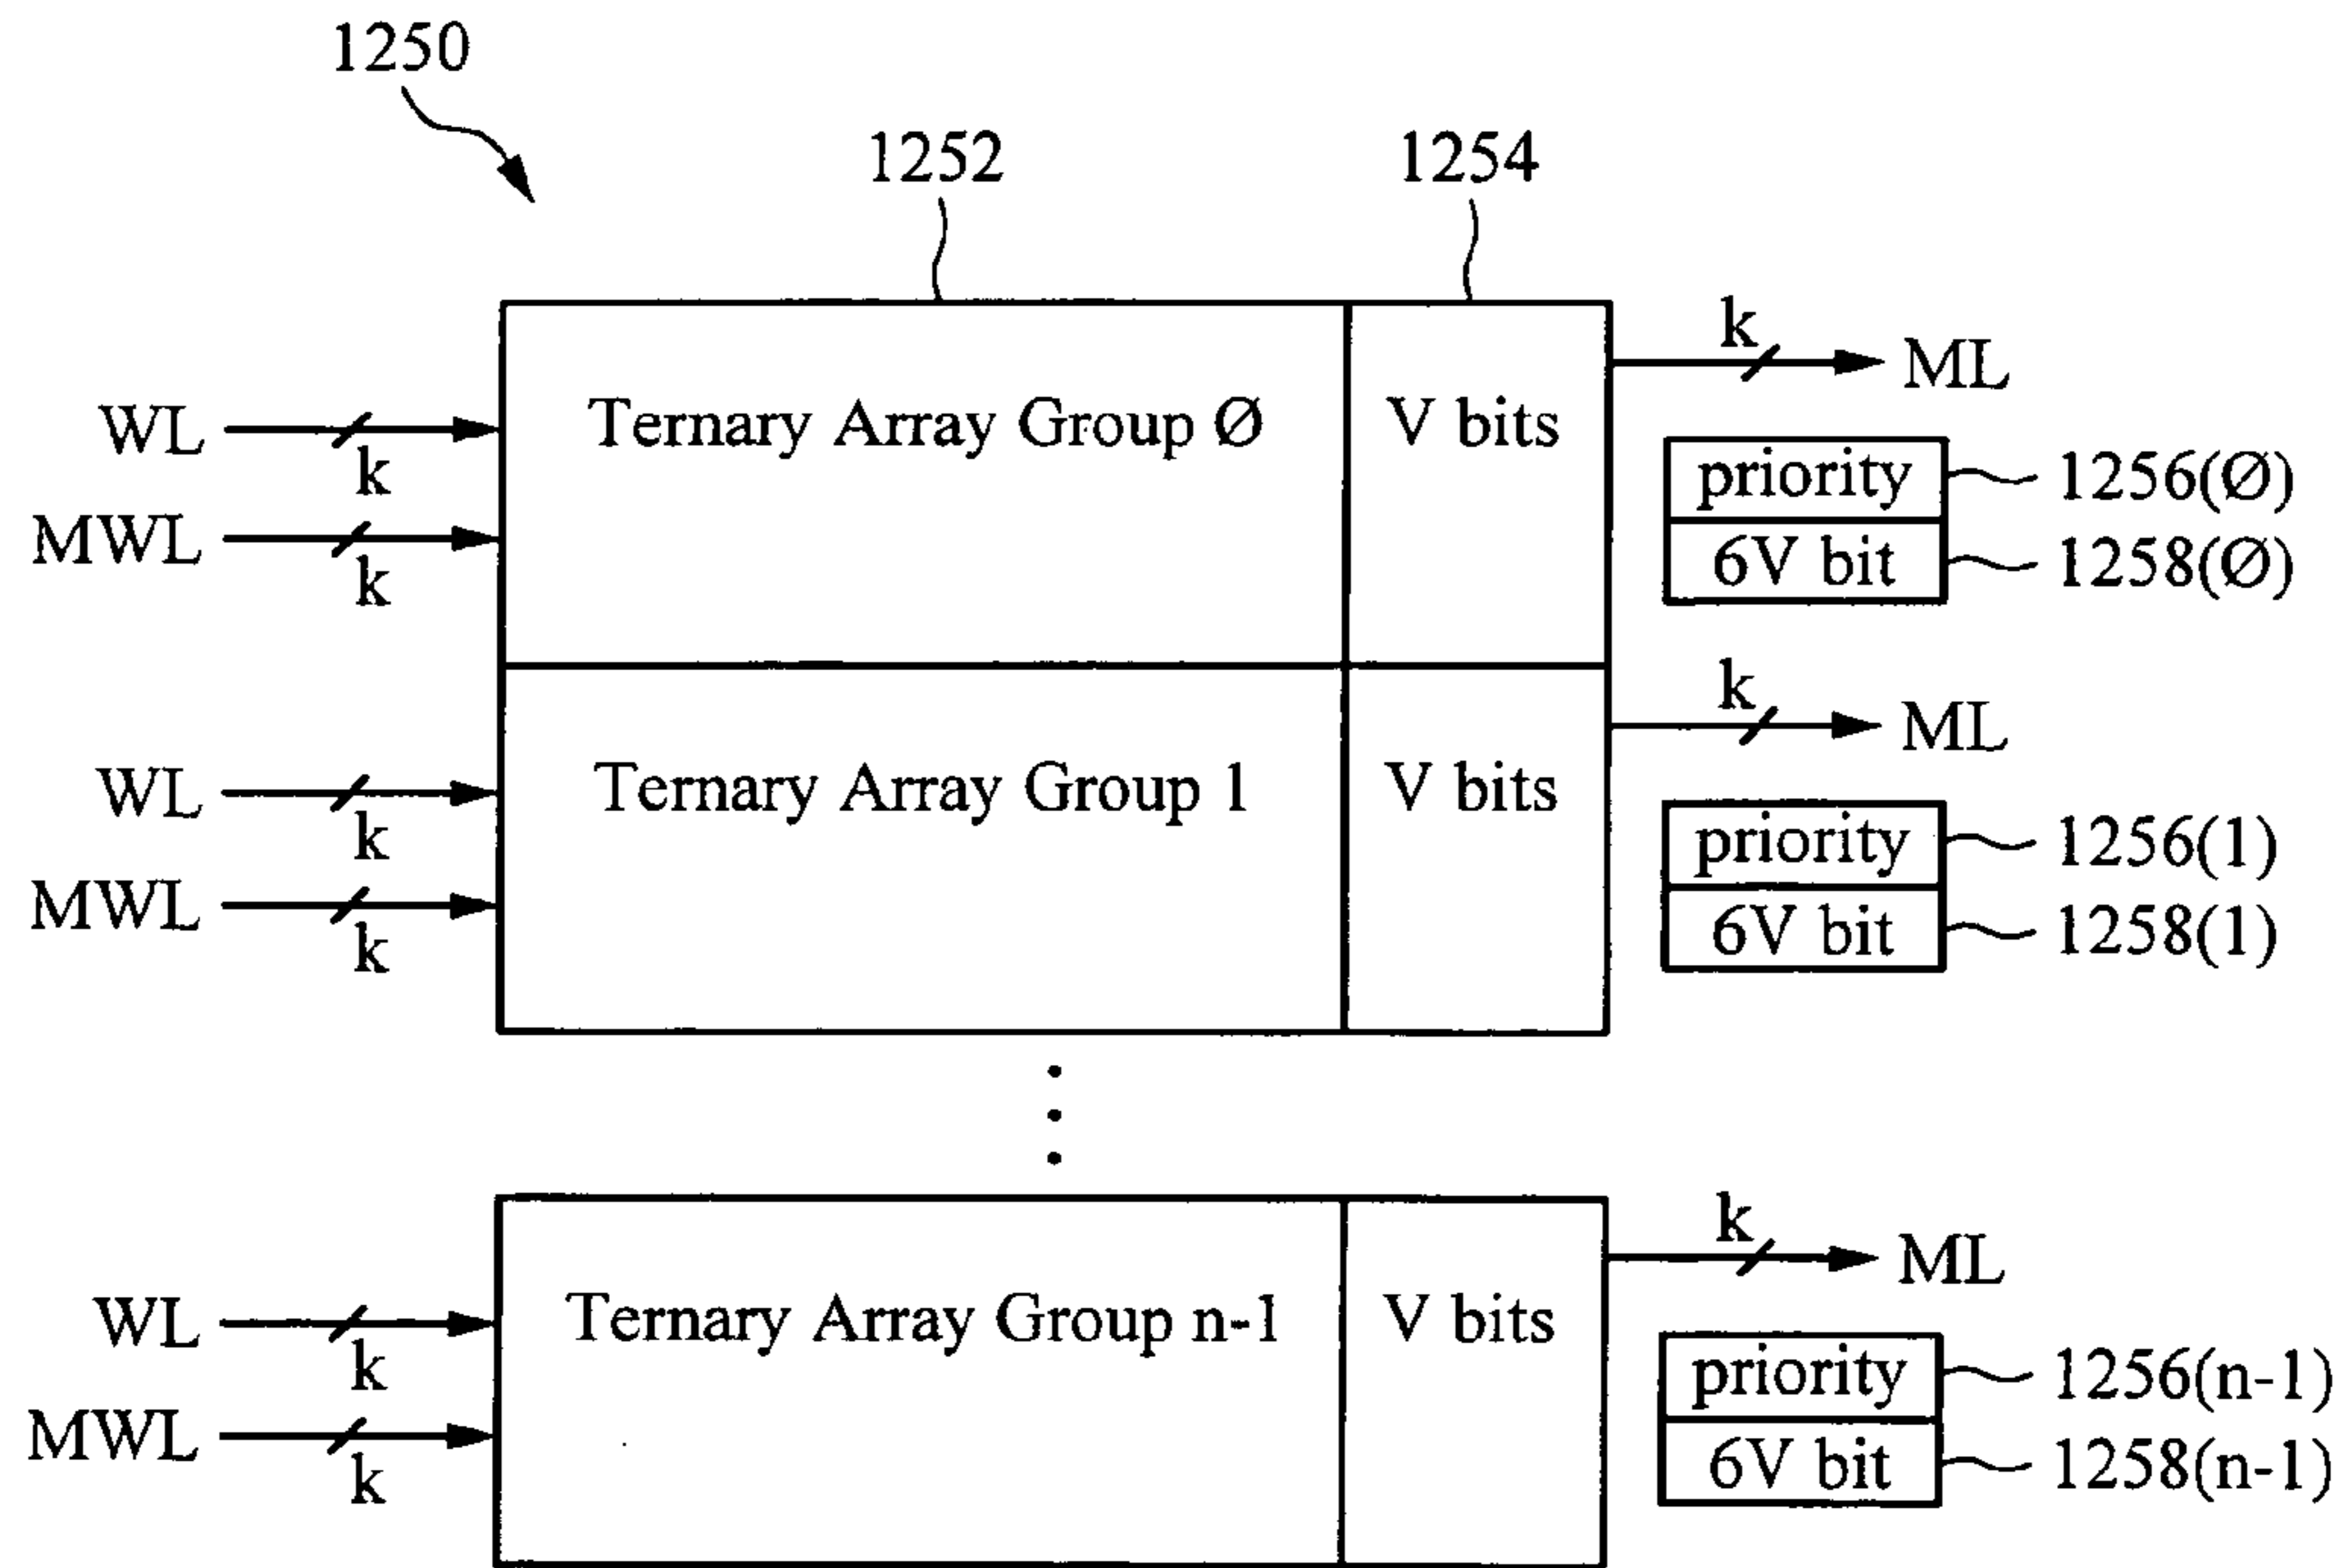 1250
1252 1254
k
ML
WL
k
Ternary Array Group Ø V bits
priority 1256(Ø)
MWL
k
6V bit 1258(Ø)
k
ML
WL
k
Ternary Array Group 1 V bits
priority 1256(1)
MWL
k
6V bit 1258(1)
k
ML
WL
k
Ternary Array Group n-1 V bits
priority 1256(n-1)
MWL
k
6V bit 1258(n-1)